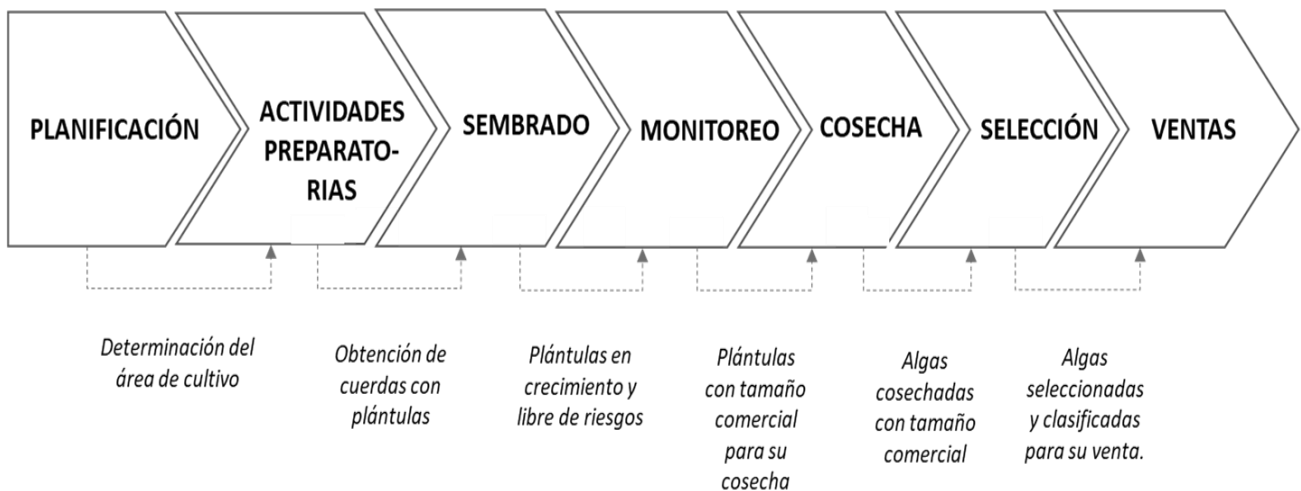 PLANIFICACIÓN
ACTIVIDADES
PREPARATO-
RIAS
SEMBRADO
MONITOREO
COSECHA
SELECCIÓN
VENTAS
Determinación del
área de cultivo
Obtención de
cuerdas con
plántulas
Plántulas en
crecimiento y
libre de riesgos
Plántulas
con tamaño
comercial
para su
cosecha
Algas
cosechadas
con tamaño
comercial
Algas
seleccionadas
y clasificadas
para su venta.